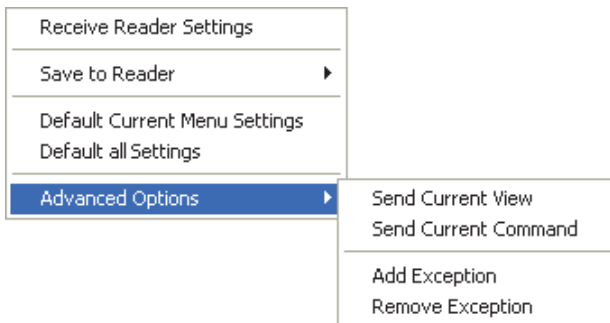 Receive Reader Settings
Save to Reader
Default Current Menu Settings
Default all Settings
Advanced Options
Send Current View
Send Current Command
Add Exception
Remove Exception